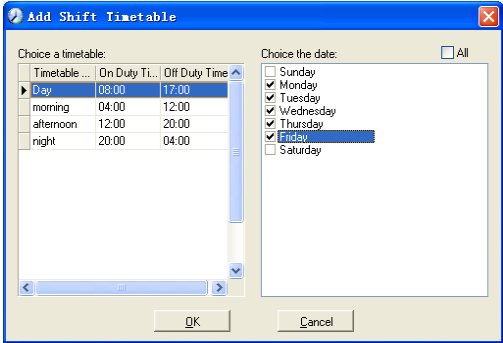 Add Shift Timetable
Choice a timetable:
Choice the date:
All
Timetable ... On Duty Ti... Off Duty Time
Day 08:00 17:00
morning 04:00 12:00
afternoon 12:00 20:00
night 20:00 04:00
Sunday
Monday
Tuesday
Wednesday
Thursday
Friday
Saturday
OK
Cancel